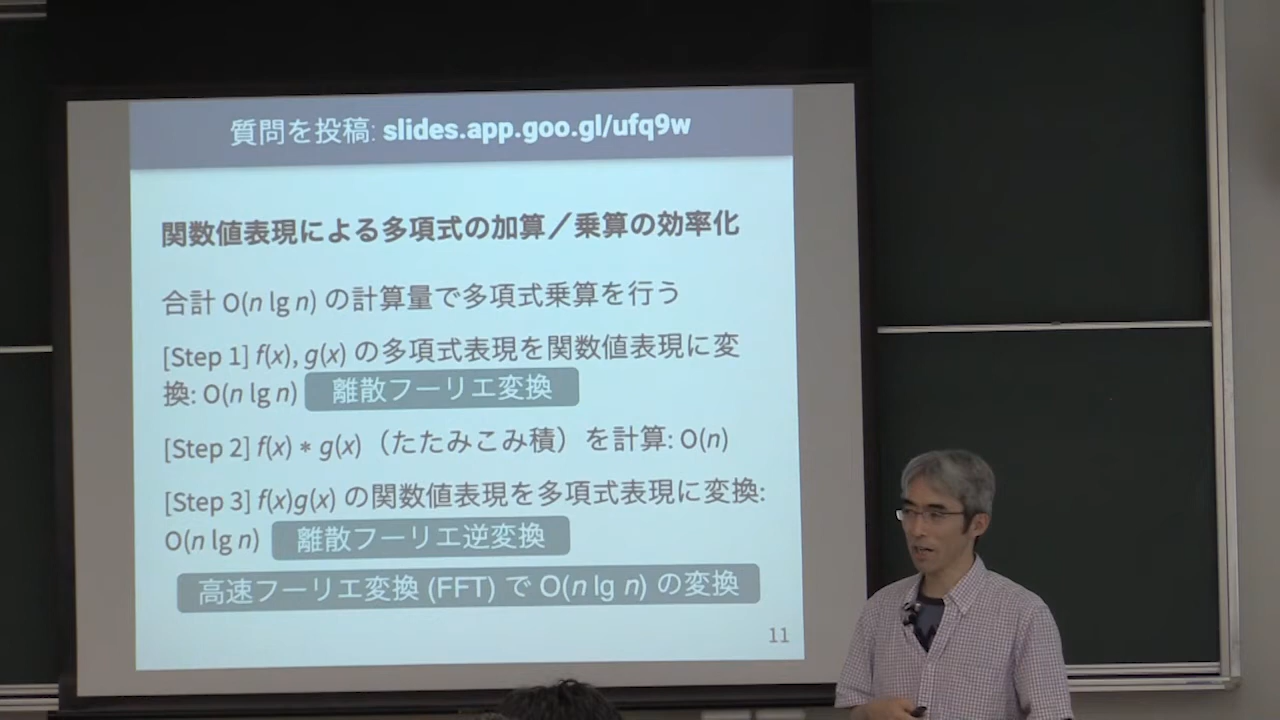 質問を投稿: slides.app.goo.gl/ufq9w
関数値表現による多項式の加算／乗算の効率化
合計 O(n lg n) の計算量で多項式乗算を行う
[Step 1] f(x), g(x) の多項式表現を関数値表現に変
換: O(n lg n) 離散フーリエ変換
[Step 2] f(x) * g(x)（たたみこみ積）を計算: O(n)
[Step 3] f(x)g(x) の関数値表現を多項式表現に変換:
O(n lg n) 離散フーリエ逆変換
高速フーリエ変換 (FFT) で O(n lg n) の変換
11